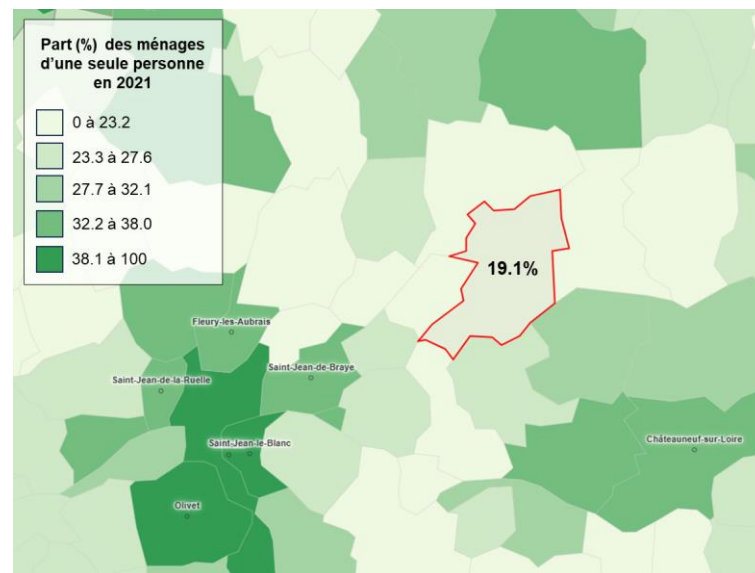 Part (%) des ménages
d'une seule personne
en 2021
0 à 23.2
23.3 à 27.6
27.7 à 32.1
32.2 à 38.0
38.1 à 100
19.1%
Fleury-les-Aubrais
Saint-Jean-de-Braye
Saint-Jean-de-la-Ruelle
Saint-Jean-le-Blanc
Châteauneuf-sur-Loire
Olivet